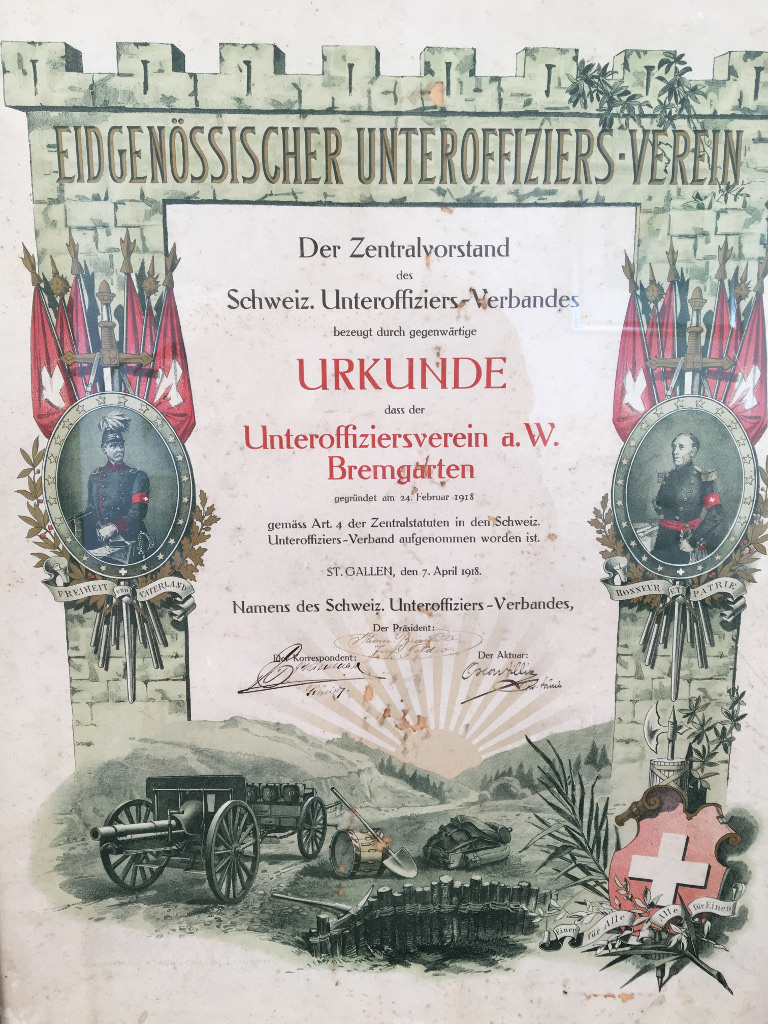 EIDGENÖSSISCHER UNTEROFFIZIERS-VEREIN
Der Zentralvorstand
des
Schweiz. Unteroffiziers-Verbandes
bezeugt durch gegenwärtige
URKUNDE
dass der
Unteroffiziersverein a. W.
Bremgarten
gegründet am 24. Februar 1918
gemäss Art. 4 der Zentralstatuten in den Schweiz.
Unteroffiziers-Verband aufgenommen worden ist.
FREIHEIT UND VATERLAND
HONNEUR ET PATRIE
ST. GALLEN, den 7. April 1918.
Namens des Schweiz. Unteroffiziers-Verbandes,
Der Präsident:
Der Korrespondent:
Der Aktuar:
Einer für Alle Alle für Einen